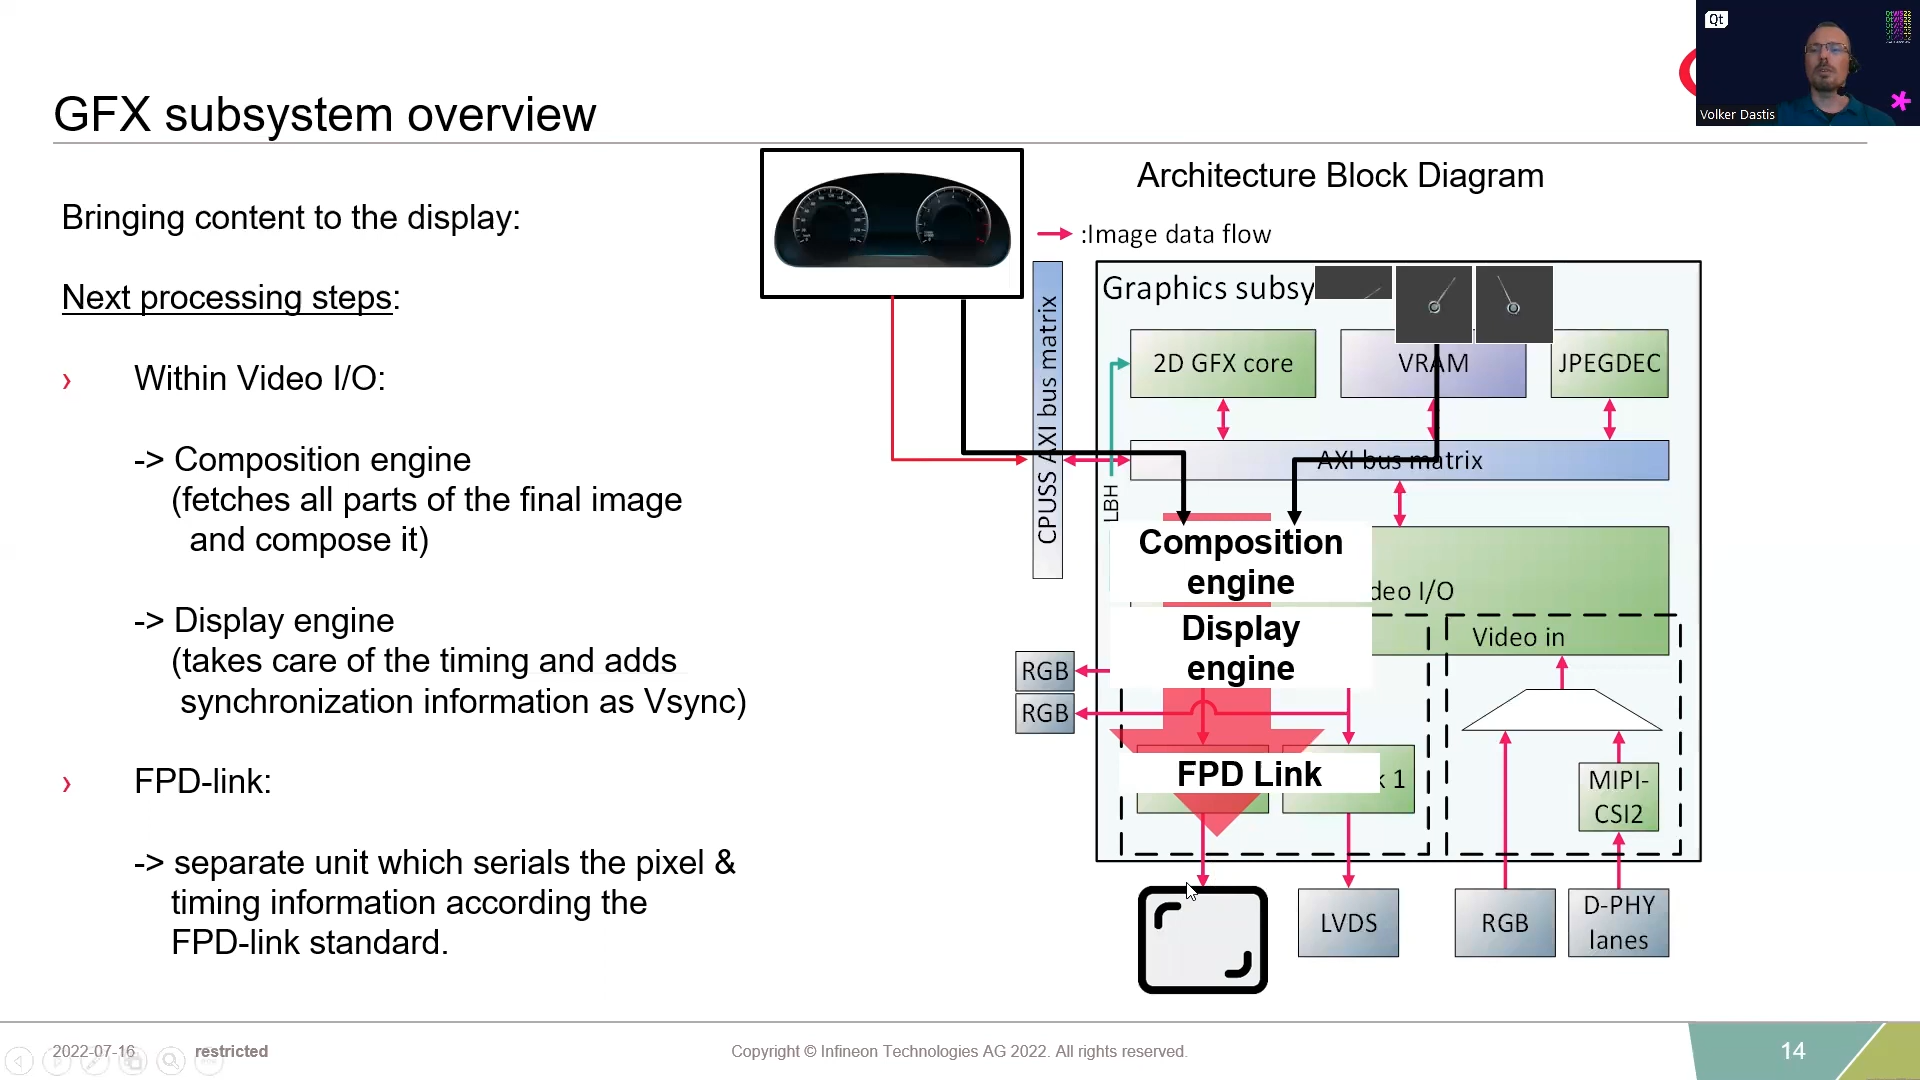 Qt
Volker Dastis
GFX subsystem overview
Architecture Block Diagram
Bringing content to the display:
:Image data flow
Next processing steps:
Graphics subsy
CPUSS AXI bus matrix
2D GFX core
VRAM
JPEGDEC
› Within Video I/O:
-> Composition engine
(fetches all parts of the final image
and compose it)
AXI bus matrix
LBH
Composition
engine
deo I/O
-> Display engine
(takes care of the timing and adds
synchronization information as Vsync)
Display
engine
Video in
RGB
RGB
› FPD-link:
FPD Link
k 1
MIPI-
CSI2
-> separate unit which serials the pixel &
timing information according the
FPD-link standard.
LVDS
RGB
D-PHY
lanes
2022-07-16
restricted
Copyright © Infineon Technologies AG 2022. All rights reserved.
14